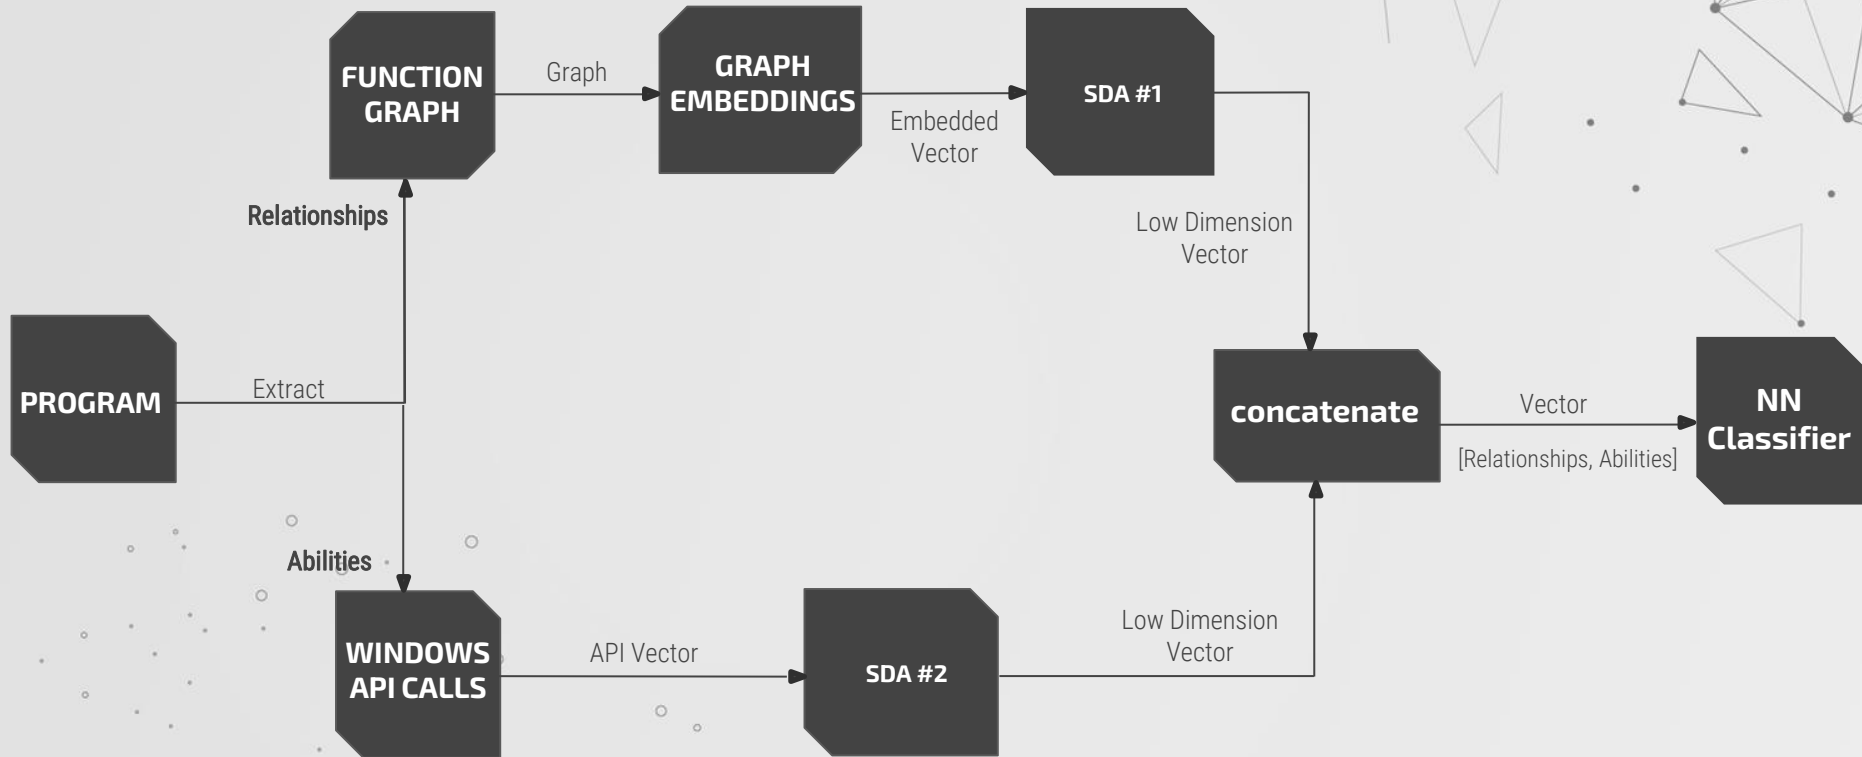 FUNCTION
GRAPH
Graph
GRAPH
EMBEDDINGS
Embedded
Vector
SDA #1
Relationships
Low Dimension
Vector
PROGRAM
Extract
concatenate
Vector
[Relationships, Abilities]
NN
Classifier
Abilities
WINDOWS
API CALLS
API Vector
SDA #2
Low Dimension
Vector